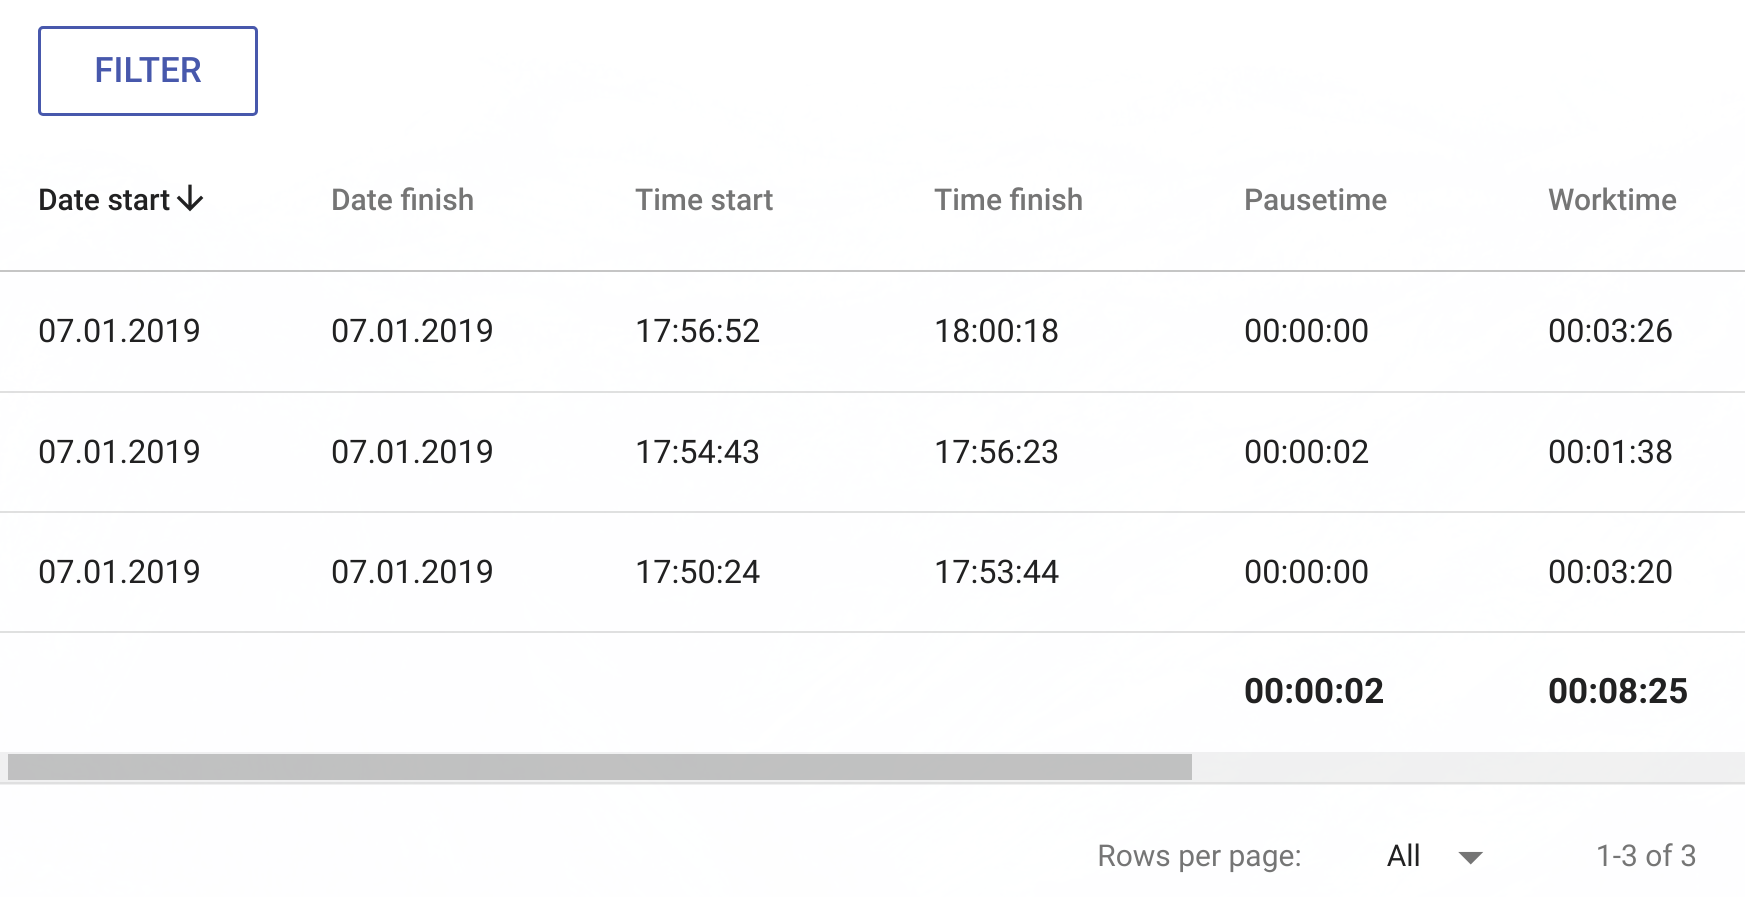 FILTER
Date start Date finish Time start Time finish Pausetime Worktime
07.01.2019 07.01.2019 17:56:52 18:00:18 00:00:00 00:03:26
07.01.2019 07.01.2019 17:54:43 17:56:23 00:00:02 00:01:38
07.01.2019 07.01.2019 17:50:24 17:53:44 00:00:00 00:03:20
00:00:02 00:08:25
Rows per page: All 1-3 of 3